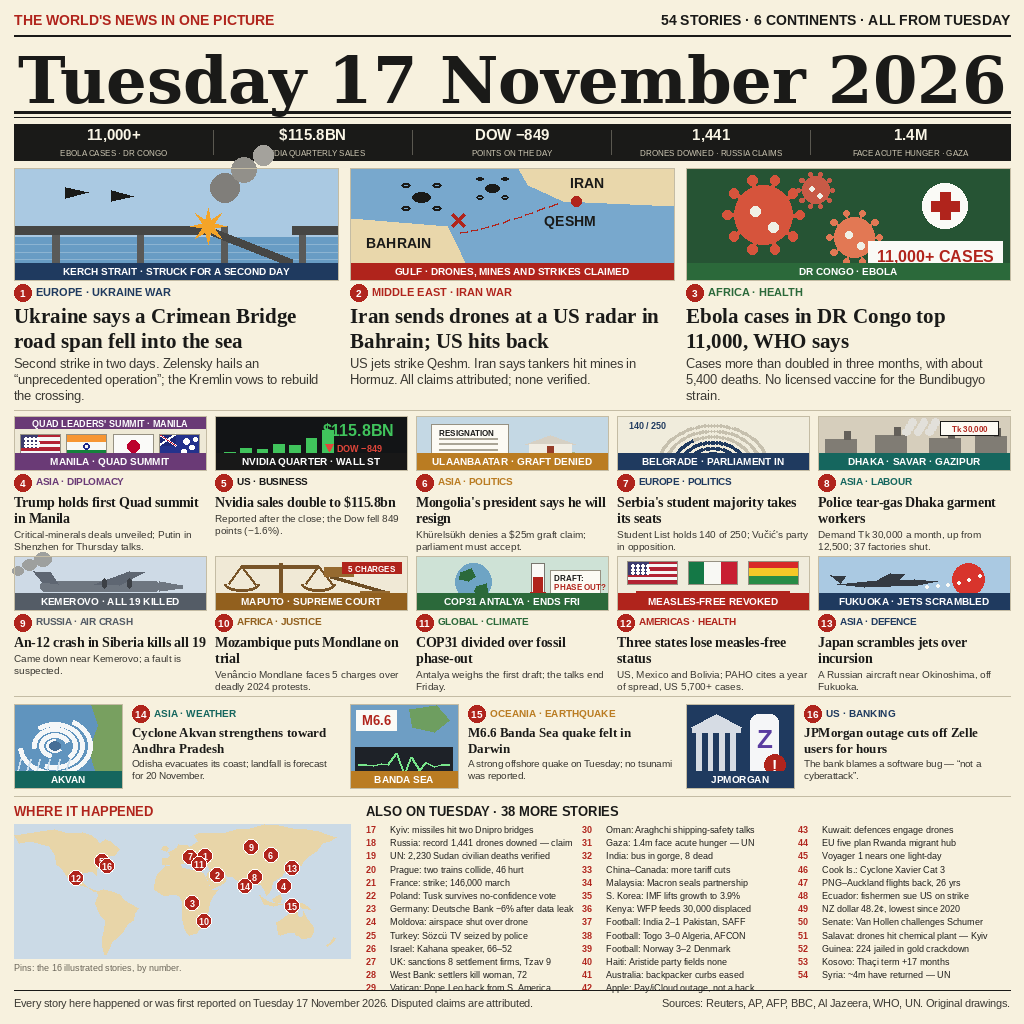 THE WORLD'S NEWS IN ONE PICTURE
54 STORIES · 6 CONTINENTS · ALL FROM TUESDAY
Tuesday 17 November 2026
11,000+
EBOLA CASES · DR CONGO
$115.8BN
DIA QUARTERLY SALES
DOW −849
POINTS ON THE DAY
1,441
DRONES DOWNED · RUSSIA CLAIMS
1.4M
FACE ACUTE HUNGER · GAZA
KERCH STRAIT · STRUCK FOR A SECOND DAY
IRAN
QESHM
BAHRAIN
GULF · DRONES, MINES AND STRIKES CLAIMED
11,000+ CASES
DR CONGO · EBOLA
1 EUROPE · UKRAINE WAR
Ukraine says a Crimean Bridge
road span fell into the sea
Second strike in two days. Zelensky hails an
“unprecedented operation”; the Kremlin vows to rebuild
the crossing.
2 MIDDLE EAST · IRAN WAR
Iran sends drones at a US radar in
Bahrain; US hits back
US jets strike Qeshm. Iran says tankers hit mines in
Hormuz. All claims attributed; none verified.
3 AFRICA · HEALTH
Ebola cases in DR Congo top
11,000, WHO says
Cases more than doubled in three months, with about
5,400 deaths. No licensed vaccine for the Bundibugyo
strain.
QUAD LEADERS' SUMMIT · MANILA
MANILA · QUAD SUMMIT
4 ASIA · DIPLOMACY
Trump holds first Quad summit
in Manila
Critical-minerals deals unveiled; Putin in
Shenzhen for Thursday talks.
$115.8BN
DOW −849
NVIDIA QUARTER · WALL ST
5 US · BUSINESS
Nvidia sales double to $115.8bn
Reported after the close; the Dow fell 849
points (−1.6%).
RESIGNATION
ULAANBAATAR · GRAFT DENIED
6 ASIA · POLITICS
Mongolia's president says he will
resign
Khürelsükh denies a $25m graft claim;
parliament must accept.
140 / 250
BELGRADE · PARLIAMENT IN
7 EUROPE · POLITICS
Serbia's student majority takes
its seats
Student List holds 140 of 250; Vučić's party
in opposition.
Tk 30,000
DHAKA · SAVAR · GAZIPUR
8 ASIA · LABOUR
Police tear-gas Dhaka garment
workers
Demand Tk 30,000 a month, up from
12,500; 37 factories shut.
KEMEROVO · ALL 19 KILLED
9 RUSSIA · AIR CRASH
An-12 crash in Siberia kills all 19
Came down near Kemerovo; a fault is
suspected.
5 CHARGES
MAPUTO · SUPREME COURT
10 AFRICA · JUSTICE
Mozambique puts Mondlane on
trial
Venâncio Mondlane faces 5 charges over
deadly 2024 protests.
DRAFT:
PHASE OUT?
COP31 ANTALYA · ENDS FRI
11 GLOBAL · CLIMATE
COP31 divided over fossil
phase-out
Antalya weighs the first draft; the talks end
Friday.
MEASLES-FREE REVOKED
12 AMERICAS · HEALTH
Three states lose measles-free
status
US, Mexico and Bolivia; PAHO cites a year
of spread, US 5,700+ cases.
FUKUOKA · JETS SCRAMBLED
13 ASIA · DEFENCE
Japan scrambles jets over
incursion
A Russian aircraft near Okinoshima, off
Fukuoka.
AKVAN
14 ASIA · WEATHER
Cyclone Akvan strengthens toward
Andhra Pradesh
Odisha evacuates its coast; landfall is forecast
for 20 November.
M6.6
BANDA SEA
15 OCEANIA · EARTHQUAKE
M6.6 Banda Sea quake felt in
Darwin
A strong offshore quake on Tuesday; no tsunami
was reported.
Z
!
JPMORGAN
16 US · BANKING
JPMorgan outage cuts off Zelle
users for hours
The bank blames a software bug — “not a
cyberattack”.
WHERE IT HAPPENED
16
12
7
1
11
9
6
13
2
8
14
4
3
15
10
Pins: the 16 illustrated stories, by number.
ALSO ON TUESDAY · 38 MORE STORIES
17 Kyiv: missiles hit two Dnipro bridges
18 Russia: record 1,441 drones downed — claim
19 UN: 2,230 Sudan civilian deaths verified
20 Prague: two trains collide, 46 hurt
21 France: strike; 146,000 march
22 Poland: Tusk survives no-confidence vote
23 Germany: Deutsche Bank −6% after data leak
24 Moldova: airspace shut over drone
25 Turkey: Sözcü TV seized by police
26 Israel: Kahana speaker, 66–52
27 UK: sanctions 8 settlement firms, Tzav 9
28 West Bank: settlers kill woman, 72
29 Vatican: Pope Leo back from S. America
30 Oman: Araghchi shipping-safety talks
31 Gaza: 1.4m face acute hunger — UN
32 India: bus in gorge, 8 dead
33 China–Canada: more tariff cuts
34 Malaysia: Macron seals partnership
35 S. Korea: IMF lifts growth to 3.9%
36 Kenya: WFP feeds 30,000 displaced
37 Football: India 2–1 Pakistan, SAFF
38 Football: Togo 3–0 Algeria, AFCON
39 Football: Norway 3–2 Denmark
40 Haiti: Aristide party fields none
41 Australia: backpacker curbs eased
42 Apple: Pay/iCloud outage, not a hack
43 Kuwait: defences engage drones
44 EU five plan Rwanda migrant hub
45 Voyager 1 nears one light-day
46 Cook Is.: Cyclone Xavier Cat 3
47 PNG–Auckland flights back, 26 yrs
48 Ecuador: fishermen sue US on strike
49 NZ dollar 48.2¢, lowest since 2020
50 Senate: Van Hollen challenges Schumer
51 Salavat: drones hit chemical plant — Kyiv
52 Guinea: 224 jailed in gold crackdown
53 Kosovo: Thaçi term +17 months
54 Syria: ~4m have returned — UN
Every story here happened or was first reported on Tuesday 17 November 2026. Disputed claims are attributed.
Sources: Reuters, AP, AFP, BBC, Al Jazeera, WHO, UN. Original drawings.